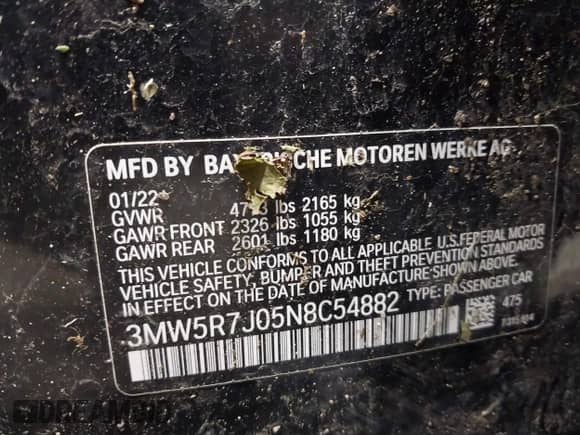 MFD BY CHE MOTOREN WERKE AG
01/22
GVWR lbs 2165 kg
GAWR FRONT 2326 lbs 1055 kg
GAWR REAR 2601 lbs 1180 kg
THIS VEHICLE CONFORMS TO ALL APPLICABLE U.S.FEDERAL MOTOR
VEHICLE SAFETY, BUMPER AND THEFT PREVENTION STANDARDS
IN EFFECT ON THE DATE OF MANUFACTURE SHOWN ABOVE.
3MW5R7J05N8C54882 TYPE: PASSENGER CAR
475